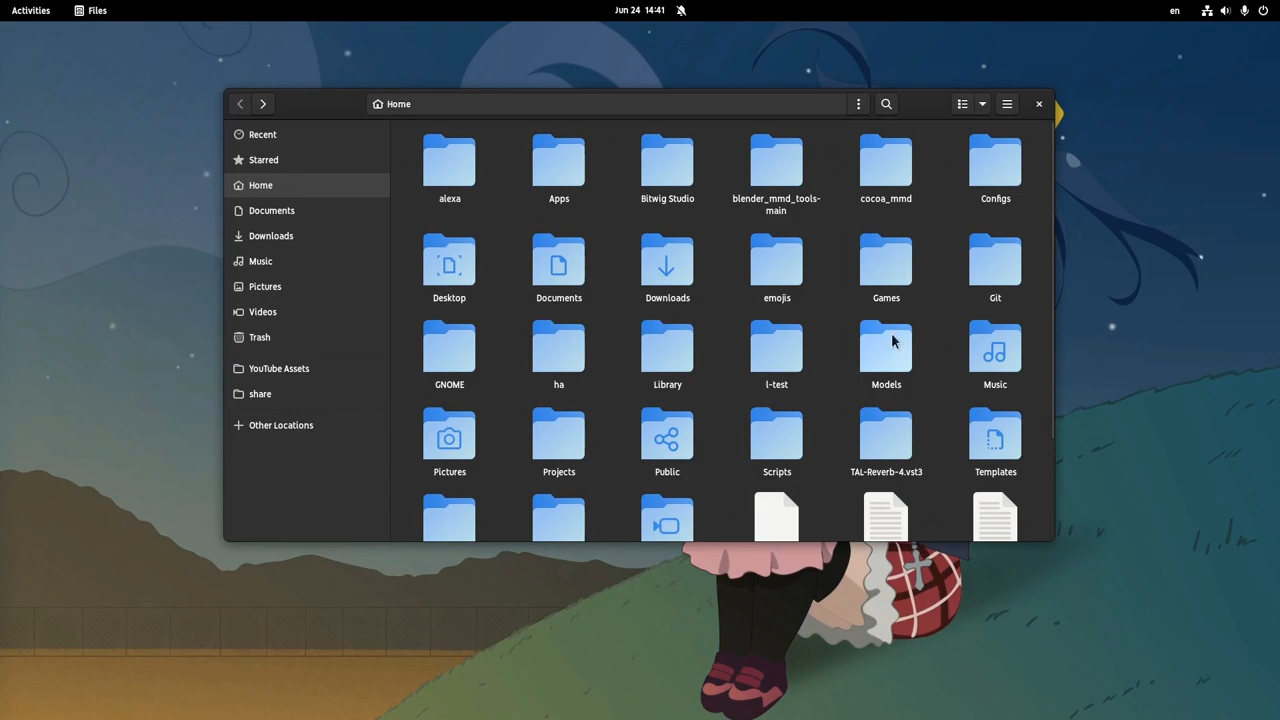 Activities
Files
Jun 24 14:41
en
Home
Recent
Starred
Home
Documents
Downloads
Music
Pictures
Videos
Trash
YouTube Assets
share
Other Locations
alexa
Apps
Bitwig Studio
blender_mmd_tools-
main
cocoa_mmd
Configs
Desktop
Documents
Downloads
emojis
Games
Git
GNOME
ha
Library
l-test
Models
Music
Pictures
Projects
Public
Scripts
TAL-Reverb-4.vst3
Templates